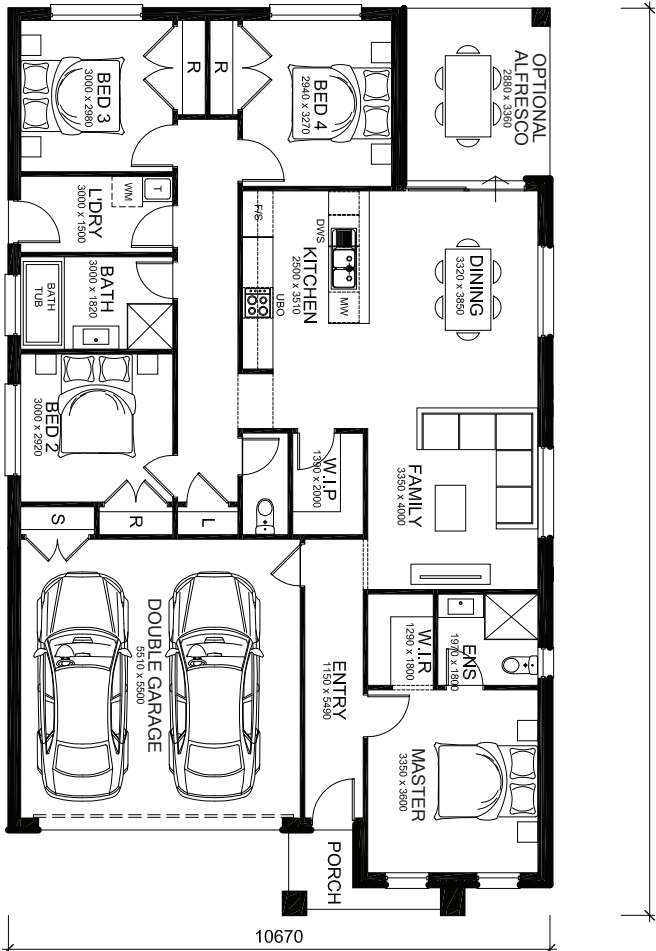 BED 3
3000 x 2980
R
R
BED 4
2940 x 3270
OPTIONAL
ALFRESCO
2880 x 3360
L'DRY
3000 x 1500
WM
T
F/S
DWS
KITCHEN
2500 x 3510
UBO
MW
DINING
3320 x 3850
BATH
3000 x 1820
BATH
TUB
BED 2
3000 x 2920
W.I.P
1390 x 2000
FAMILY
3350 x 4000
S
R
L
DOUBLE GARAGE
5510 x 5500
ENTRY
1150 x 5490
W.I.R
1290 x 1800
ENS
1970 x 1800
MASTER
3350 x 3600
PORCH
10670